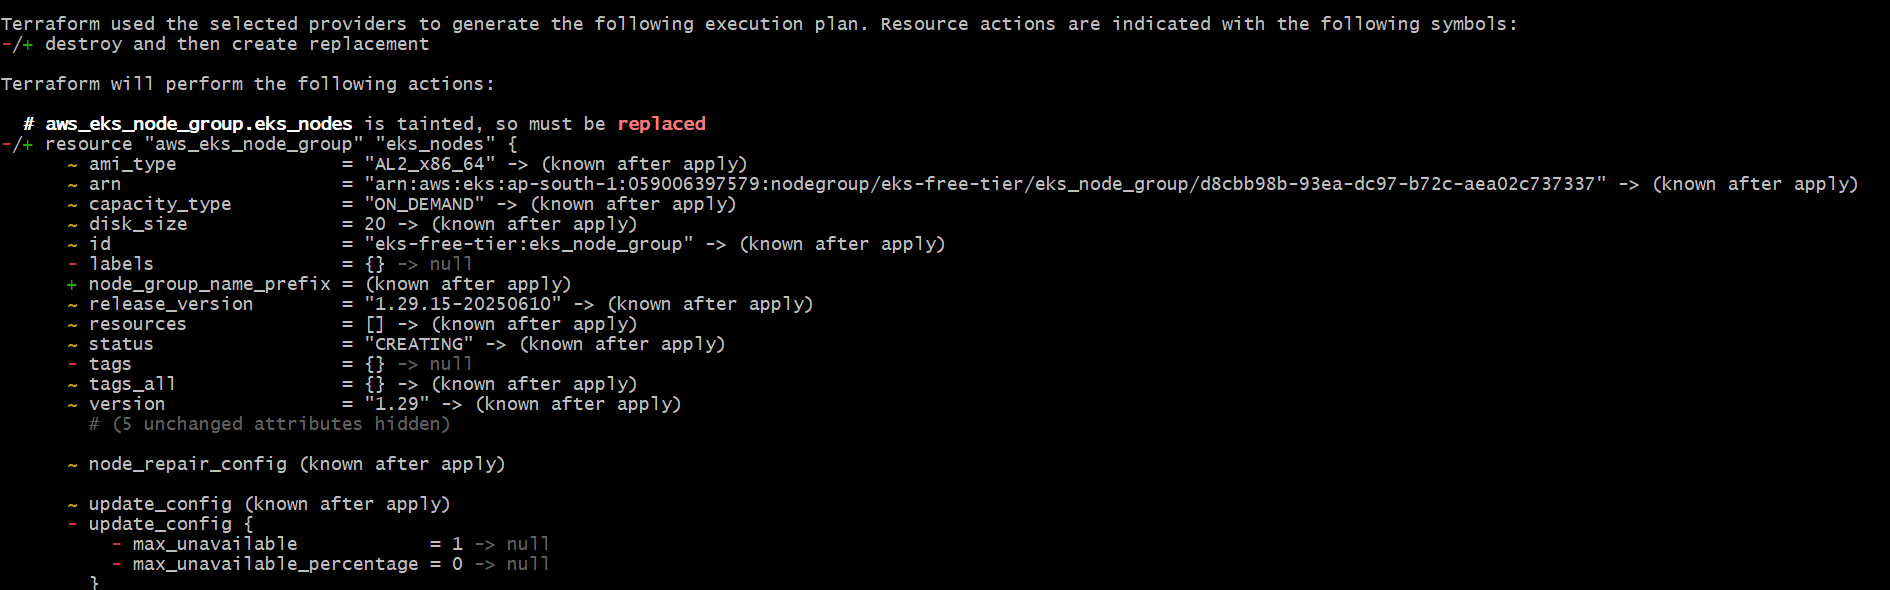 Terraform used the selected providers to generate the following execution plan. Resource actions are indicated with the following symbols:
-/+ destroy and then create replacement
Terraform will perform the following actions:
# aws_eks_node_group.eks_nodes is tainted, so must be replaced
-/+ resource "aws_eks_node_group" "eks_nodes" {
~ ami_type = "AL2_x86_64" -> (known after apply)
~ arn = "arn:aws:eks:ap-south-1:059006397579:nodegroup/eks-free-tier/eks_node_group/d8cbb98b-93ea-dc97-b72c-aea02c737337" -> (known after apply)
~ capacity_type = "ON_DEMAND" -> (known after apply)
~ disk_size = 20 -> (known after apply)
~ id = "eks-free-tier:eks_node_group" -> (known after apply)
- labels = {} -> null
+ node_group_name_prefix = (known after apply)
~ release_version = "1.29.15-20250610" -> (known after apply)
~ resources = [] -> (known after apply)
~ status = "CREATING" -> (known after apply)
- tags = {} -> null
~ tags_all = {} -> (known after apply)
~ version = "1.29" -> (known after apply)
# (5 unchanged attributes hidden)
~ node_repair_config (known after apply)
~ update_config (known after apply)
- update_config {
- max_unavailable = 1 -> null
- max_unavailable_percentage = 0 -> null
}